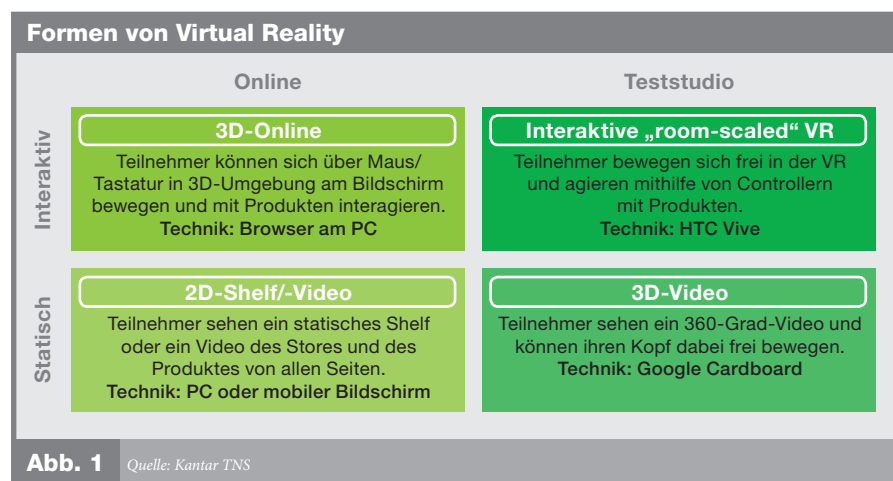 Formen von Virtual Reality
Online
Teststudio
Interaktiv
3D-Online
Teilnehmer können sich über Maus/
Tastatur in 3D-Umgebung am Bildschirm
bewegen und mit Produkten interagieren.
Technik: Browser am PC
Interaktive „room-scaled“ VR
Teilnehmer bewegen sich frei in der VR
und agieren mithilfe von Controllern
mit Produkten.
Technik: HTC Vive
Statisch
2D-Shelf/-Video
Teilnehmer sehen ein statisches Shelf
oder ein Video des Stores und des
Produktes von allen Seiten.
Technik: PC oder mobiler Bildschirm
3D-Video
Teilnehmer sehen ein 360-Grad-Video und
können ihren Kopf dabei frei bewegen.
Technik: Google Cardboard
Abb. 1
Quelle: Kantar TNS